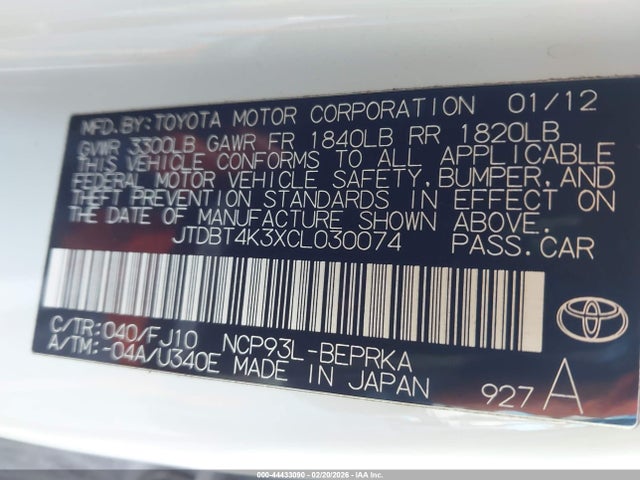 MFD.BY:TOYOTA MOTOR CORPORATION 01/12
GVWR 3300LB GAWR FR 1840LB RR 1820LB
THIS VEHICLE CONFORMS TO ALL APPLICABLE
FEDERAL MOTOR VEHICLE SAFETY,BUMPER,AND
THEFT PREVENTION STANDARDS IN EFFECT ON
THE DATE OF MANUFACTURE SHOWN ABOVE.
JTDBT4K3XCL030074 PASS.CAR
C/TR:040/FJ10 NCP93L-BEPRKA
A/TM:-04A/U340E MADE IN JAPAN 927 A
000-44433090 - 02/20/2026 - IAA Inc.